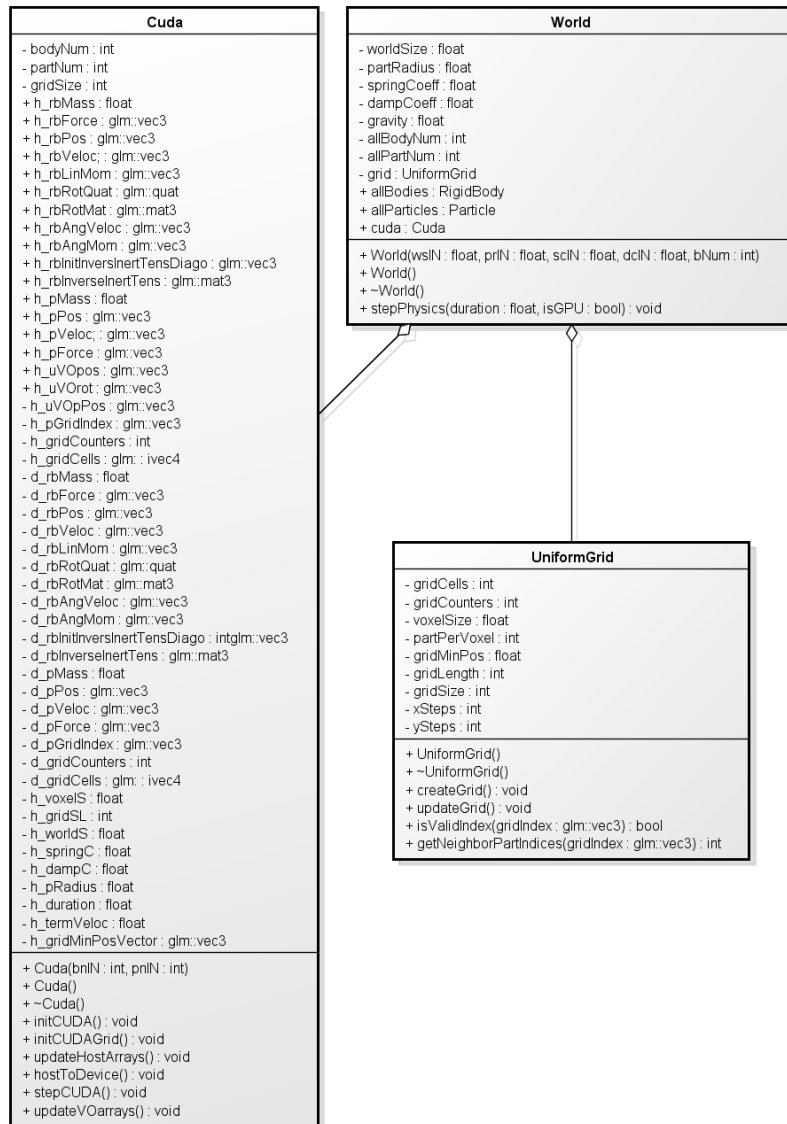 Cuda
- bodyNum : int
- partNum : int
- gridSize : int
+ h_rbMass : float
+ h_rbForce : glm::vec3
+ h_rbPos : glm::vec3
+ h_rbVeloc; : glm::vec3
+ h_rbLinMom : glm::vec3
+ h_rbRotQuat : glm::quat
+ h_rbRotMat : glm::mat3
+ h_rbAngVeloc : glm::vec3
+ h_rbAngMom : glm::vec3
+ h_rbInitInversInertTensDiago : glm::vec3
+ h_rbInverseInertTens : glm::mat3
+ h_pMass : float
+ h_pPos : glm::vec3
+ h_pVeloc; : glm::vec3
+ h_pForce : glm::vec3
+ h_uVOpos : glm::vec3
+ h_uVOrot : glm::vec3
- h_uVOpPos : glm::vec3
- h_pGridIndex : glm::vec3
- h_gridCounters : int
- h_gridCells : glm: : ivec4
- d_rbMass : float
- d_rbForce : glm::vec3
- d_rbPos : glm::vec3
- d_rbVeloc : glm::vec3
- d_rbLinMom : glm::vec3
- d_rbRotQuat : glm::quat
- d_rbRotMat : glm::mat3
- d_rbAngVeloc : glm::vec3
- d_rbAngMom : glm::vec3
- d_rbInitInversInertTensDiago : intglm::vec3
- d_rbInverseInertTens : glm::mat3
- d_pMass : float
- d_pPos : glm::vec3
- d_pVeloc : glm::vec3
- d_pForce : glm::vec3
- d_pGridIndex : glm::vec3
- d_gridCounters : int
- d_gridCells : glm: : ivec4
- h_voxelS : float
- h_gridSL : int
- h_worldS : float
- h_springC : float
- h_dampC : float
- h_pRadius : float
- h_duration : float
- h_termVeloc : float
- h_gridMinPosVector : glm::vec3
+ Cuda(bnIN : int, pnIN : int)
+ Cuda()
+ ~Cuda()
+ initCUDA() : void
+ initCUDAGrid() : void
+ updateHostArrays() : void
+ hostToDevice() : void
+ stepCUDA() : void
+ updateVOarrays() : void
World
- worldSize : float
- partRadius : float
- springCoeff : float
- dampCoeff : float
- gravity : float
- allBodyNum : int
- allPartNum : int
- grid : UniformGrid
+ allBodies : RigidBody
+ allParticles : Particle
+ cuda : Cuda
+ World(wsIN : float, prIN : float, scIN : float, dcIN : float, bNum : int)
+ World()
+ ~World()
+ stepPhysics(duration : float, isGPU : bool) : void
UniformGrid
- gridCells : int
- gridCounters : int
- voxelSize : float
- partPerVoxel : int
- gridMinPos : float
- gridLength : int
- gridSize : int
- xSteps : int
- ySteps : int
+ UniformGrid()
+ ~UniformGrid()
+ createGrid() : void
+ updateGrid() : void
+ isValidIndex(gridIndex : glm::vec3) : bool
+ getNeighborPartIndices(gridIndex : glm::vec3) : int